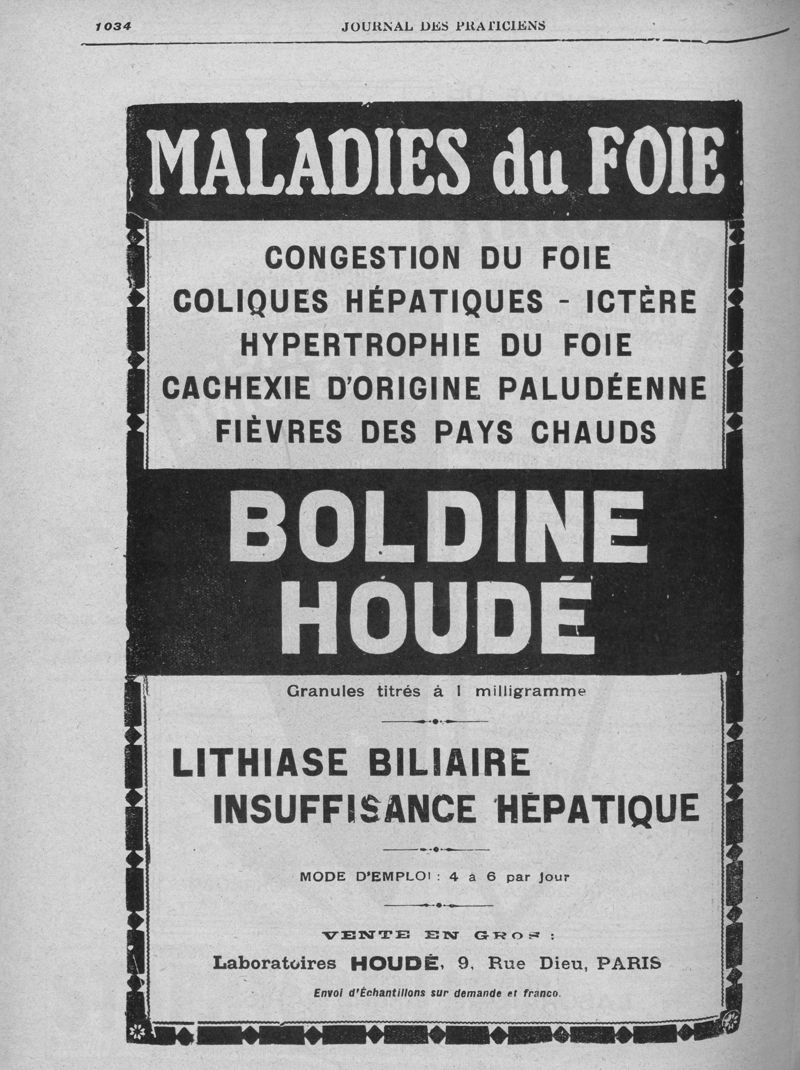 1034
JOURNAL DES PRATICIENS
MALADIES du FOIE
CONGESTION DU FOIE
COLIQUES HÉPATIQUES - ICTÈRE
HYPERTROPHIE DU FOIE
CACHEXIE D'ORIGINE PALUDÉENNE
FIÈVRES DES PAYS CHAUDS
BOLDINE
HOUDÉ
Granules titrés à 1 milligramme
LITHIASE BILIAIRE
INSUFFISANCE HÉPATIQUE
MODE D'EMPLOI : 4 à 6 par jour
VENTE EN GROS :
Laboratoires HOUDÉ, 9, Rue Dieu, PARIS
Envoi d'Échantillons sur demande et franco.